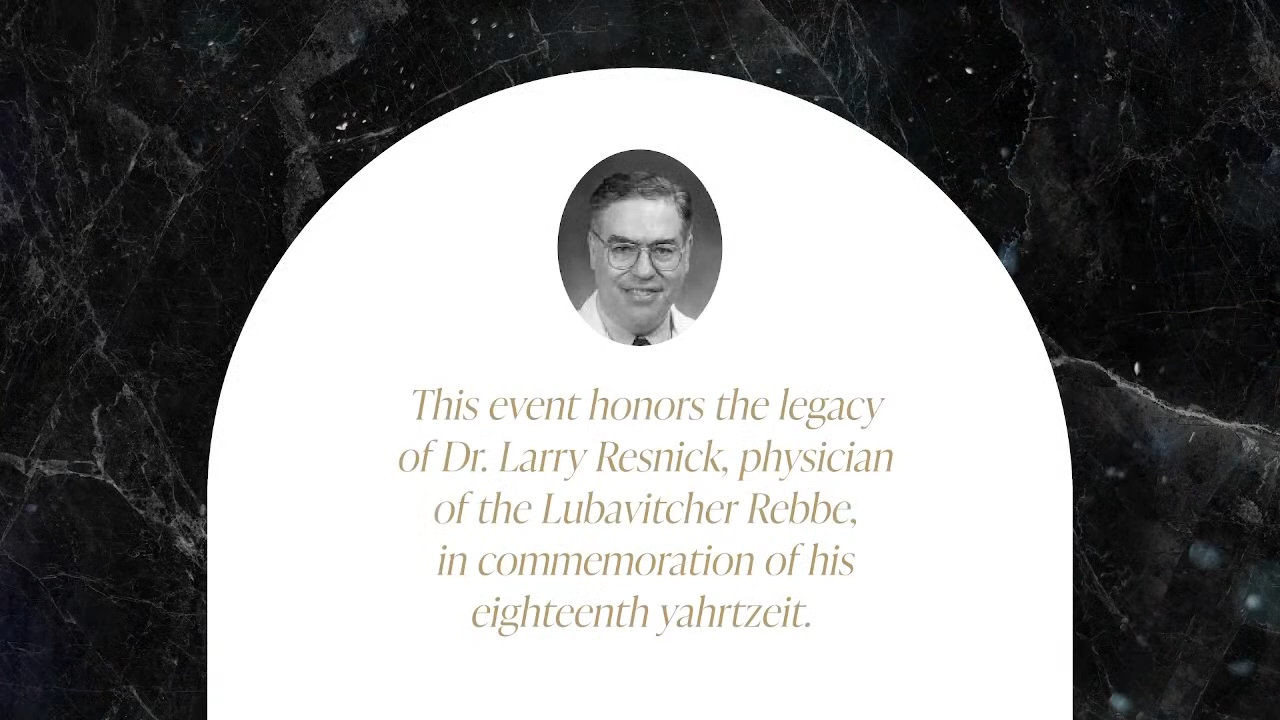 This event honors the legacy
of Dr. Larry Resnick, physician
of the Lubavitcher Rebbe,
in commemoration of his
eighteenth yahrtzeit.